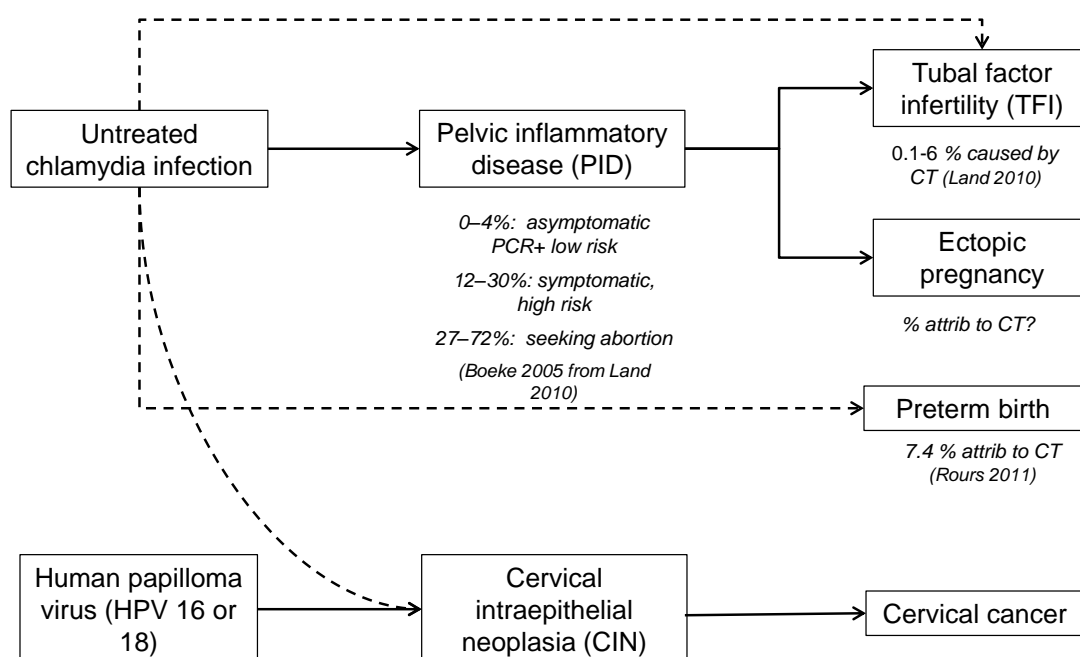 Untreated
chlamydia infection
Pelvic inflammatory
disease (PID)
0–4%:  asymptomatic
PCR+ low risk
12–30%: symptomatic,
high risk
27–72%:  seeking abortion
(Boeke 2005 from Land
2010)
Tubal factor
infertility (TFI)
0.1-6 % caused by
CT (Land 2010)
Ectopic
pregnancy
% attrib to CT?
Preterm birth
7.4 % attrib to CT
(Rours 2011)
Human papilloma
virus (HPV 16 or
18)
Cervical
intraepithelial
neoplasia (CIN)
Cervical cancer